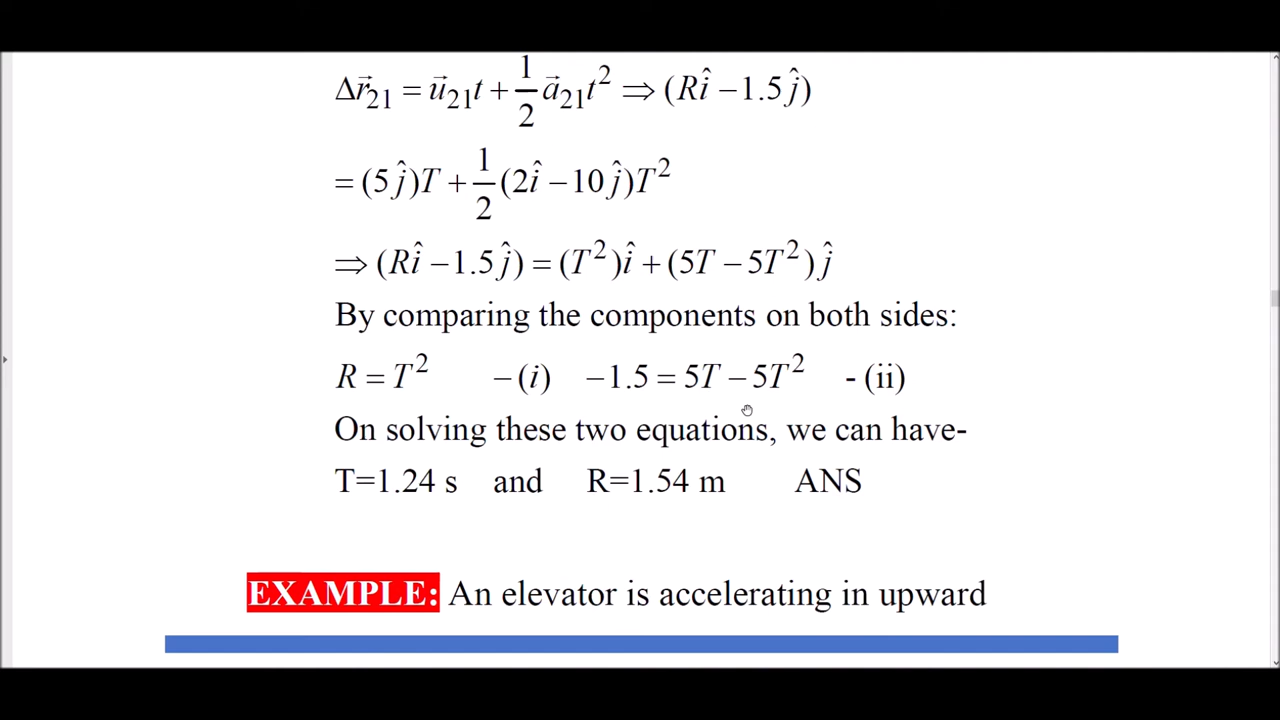 Δr⃗₂₁ = u⃗₂₁t + 1/2 a⃗₂₁t² ⇒ (Rî − 1.5ĵ)
= (5ĵ)T + 1/2 (2î − 10ĵ)T²
⇒ (Rî − 1.5ĵ) = (T²)î + (5T − 5T²)ĵ
By comparing the components on both sides:
R = T² − (i) −1.5 = 5T − 5T² - (ii)
On solving these two equations, we can have-
T=1.24 s and R=1.54 m ANS
EXAMPLE: An elevator is accelerating in upward